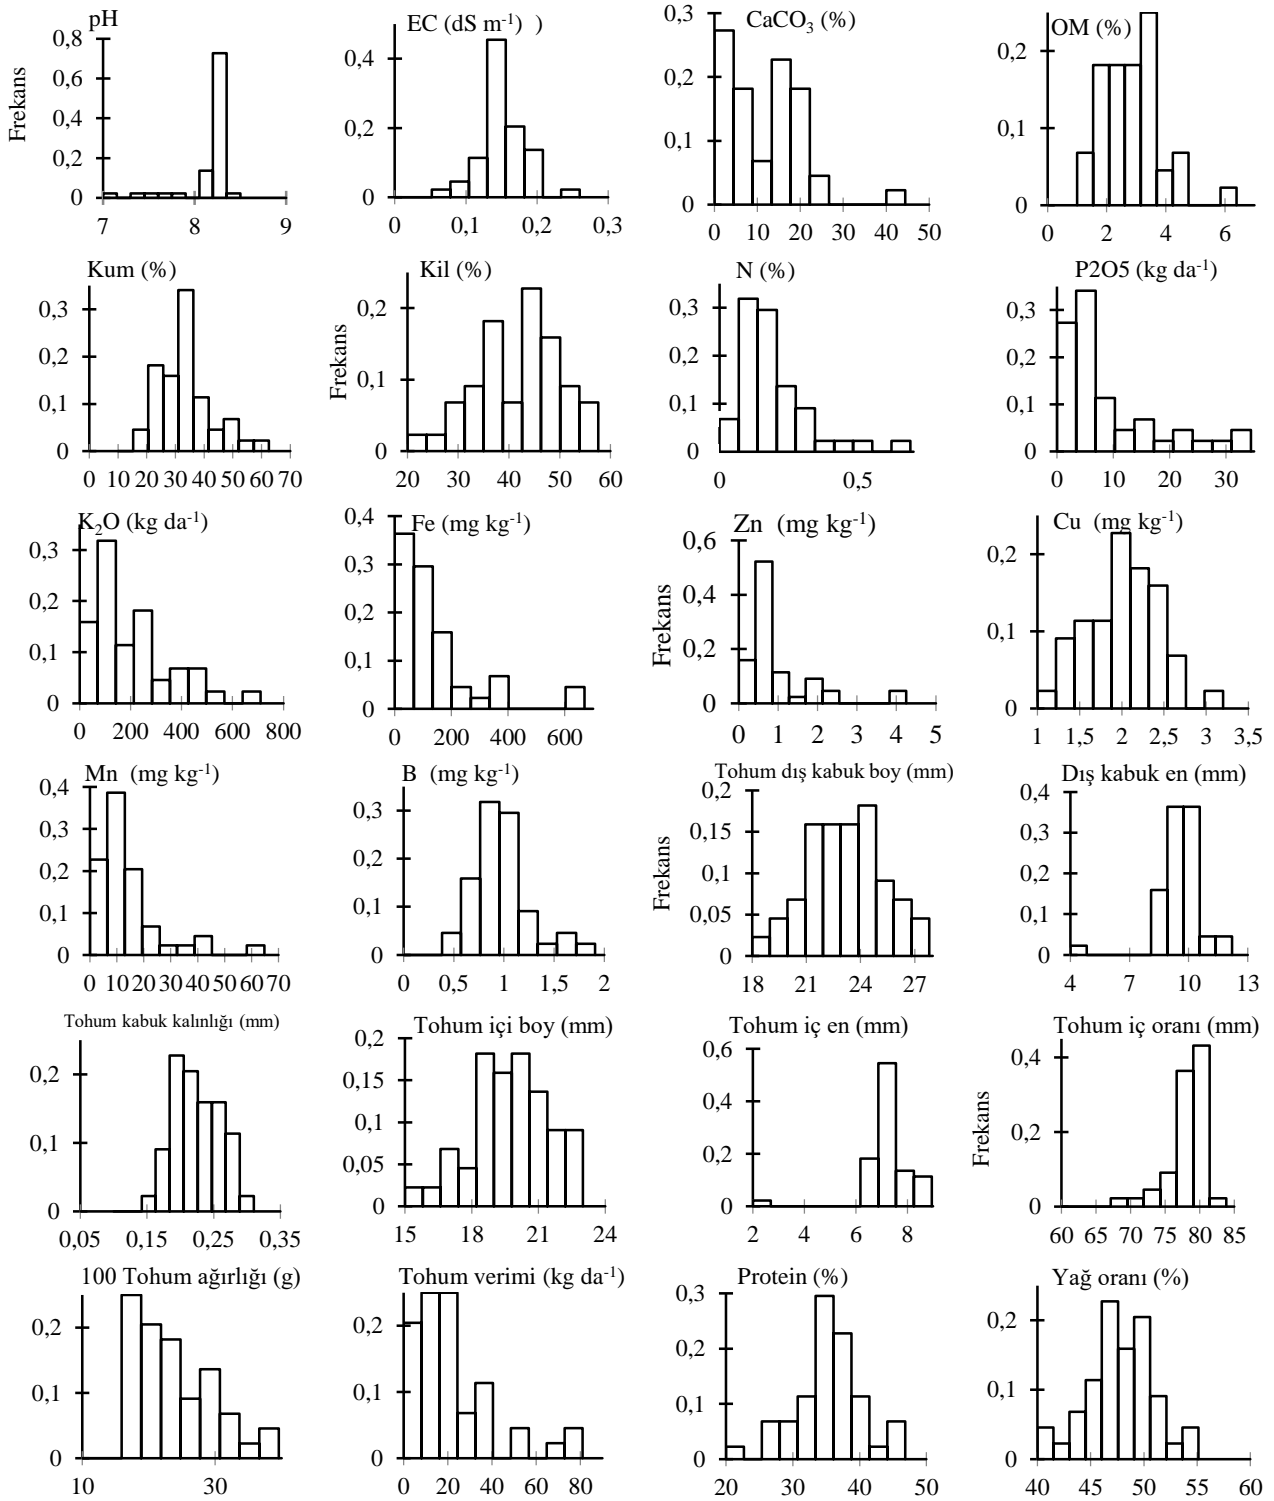 pH
0,8
0,6
0,4
0,2
0
7 8 9
Frekans
EC (dS m-1) )
0,4
0,2
0
0 0,1 0,2 0,3
CaCO3 (%)
0,3
0,2
0,1
0
0 10 20 30 40 50
OM (%)
0,2
0,1
0
0 2 4 6
Kum (%)
0,3
0,2
0,1
0
0 10 20 30 40 50 60 70
Kil (%)
0,2
0,1
0
20 30 40 50 60
Frekans
N (%)
0,3
0,2
0,1
0
0 0,5
P2O5 (kg da-1)
0,3
0,2
0,1
0
0 10 20 30
K2O (kg da-1)
0,3
0,2
0,1
0
0 200 400 600 800
Fe (mg kg-1)
0,4
0,3
0,2
0,1
0
0 200 400 600
Zn (mg kg-1)
0,6
0,4
0,2
0
0 1 2 3 4 5
Frekans
Cu (mg kg-1)
0,2
0,1
0
1 1,5 2 2,5 3 3,5
Mn (mg kg-1)
0,4
0,3
0,2
0,1
0
0 10 20 30 40 50 60 70
B (mg kg-1)
0,3
0,2
0,1
0
0 0,5 1 1,5 2
Tohum dış kabuk boy (mm)
0,2
0,15
0,1
0,05
0
18 21 24 27
Frekans
Dış kabuk en (mm)
0,4
0,3
0,2
0,1
0
4 7 10 13
Tohum kabuk kalınlığı (mm)
0,2
0,1
0
0,05 0,15 0,25 0,35
Tohum içi boy (mm)
0,2
0,15
0,1
0,05
0
15 18 21 24
Tohum iç en (mm)
0,6
0,4
0,2
0
2 4 6 8
Tohum iç oranı (mm)
0,4
0,2
0
60 65 70 75 80 85
Frekans
100 Tohum ağırlığı (g)
0,2
0,1
0
10 30
Tohum verimi (kg da-1)
0,2
0,1
0
0 20 40 60 80
Protein (%)
0,3
0,2
0,1
0
20 30 40 50
Yağ oranı (%)
0,2
0,1
0
40 45 50 55 60